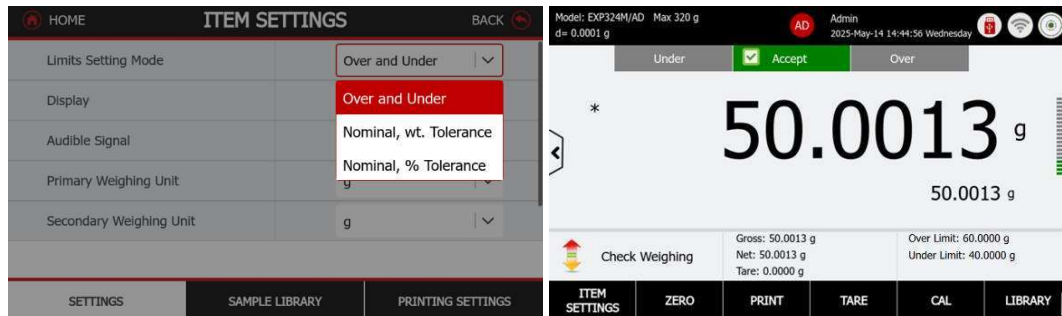 HOME ITEM SETTINGS BACK
Limits Setting Mode Over and Under
Display Over and Under
Audible Signal Nominal, wt. Tolerance
Nominal, % Tolerance
Primary Weighing Unit g
Secondary Weighing Unit g
SETTINGS SAMPLE LIBRARY PRINTING SETTINGS
Model: EXP324M/AD Max 320 g
d= 0.0001 g
AD
Admin
2025-May-14 14:44:56 Wednesday
Under Accept Over
* 50.0013 g
50.0013 g
Check Weighing
Gross: 50.0013 g
Net: 50.0013 g
Tare: 0.0000 g
Over Limit: 60.0000 g
Under Limit: 40.0000 g
ITEM SETTINGS ZERO PRINT TARE CAL LIBRARY